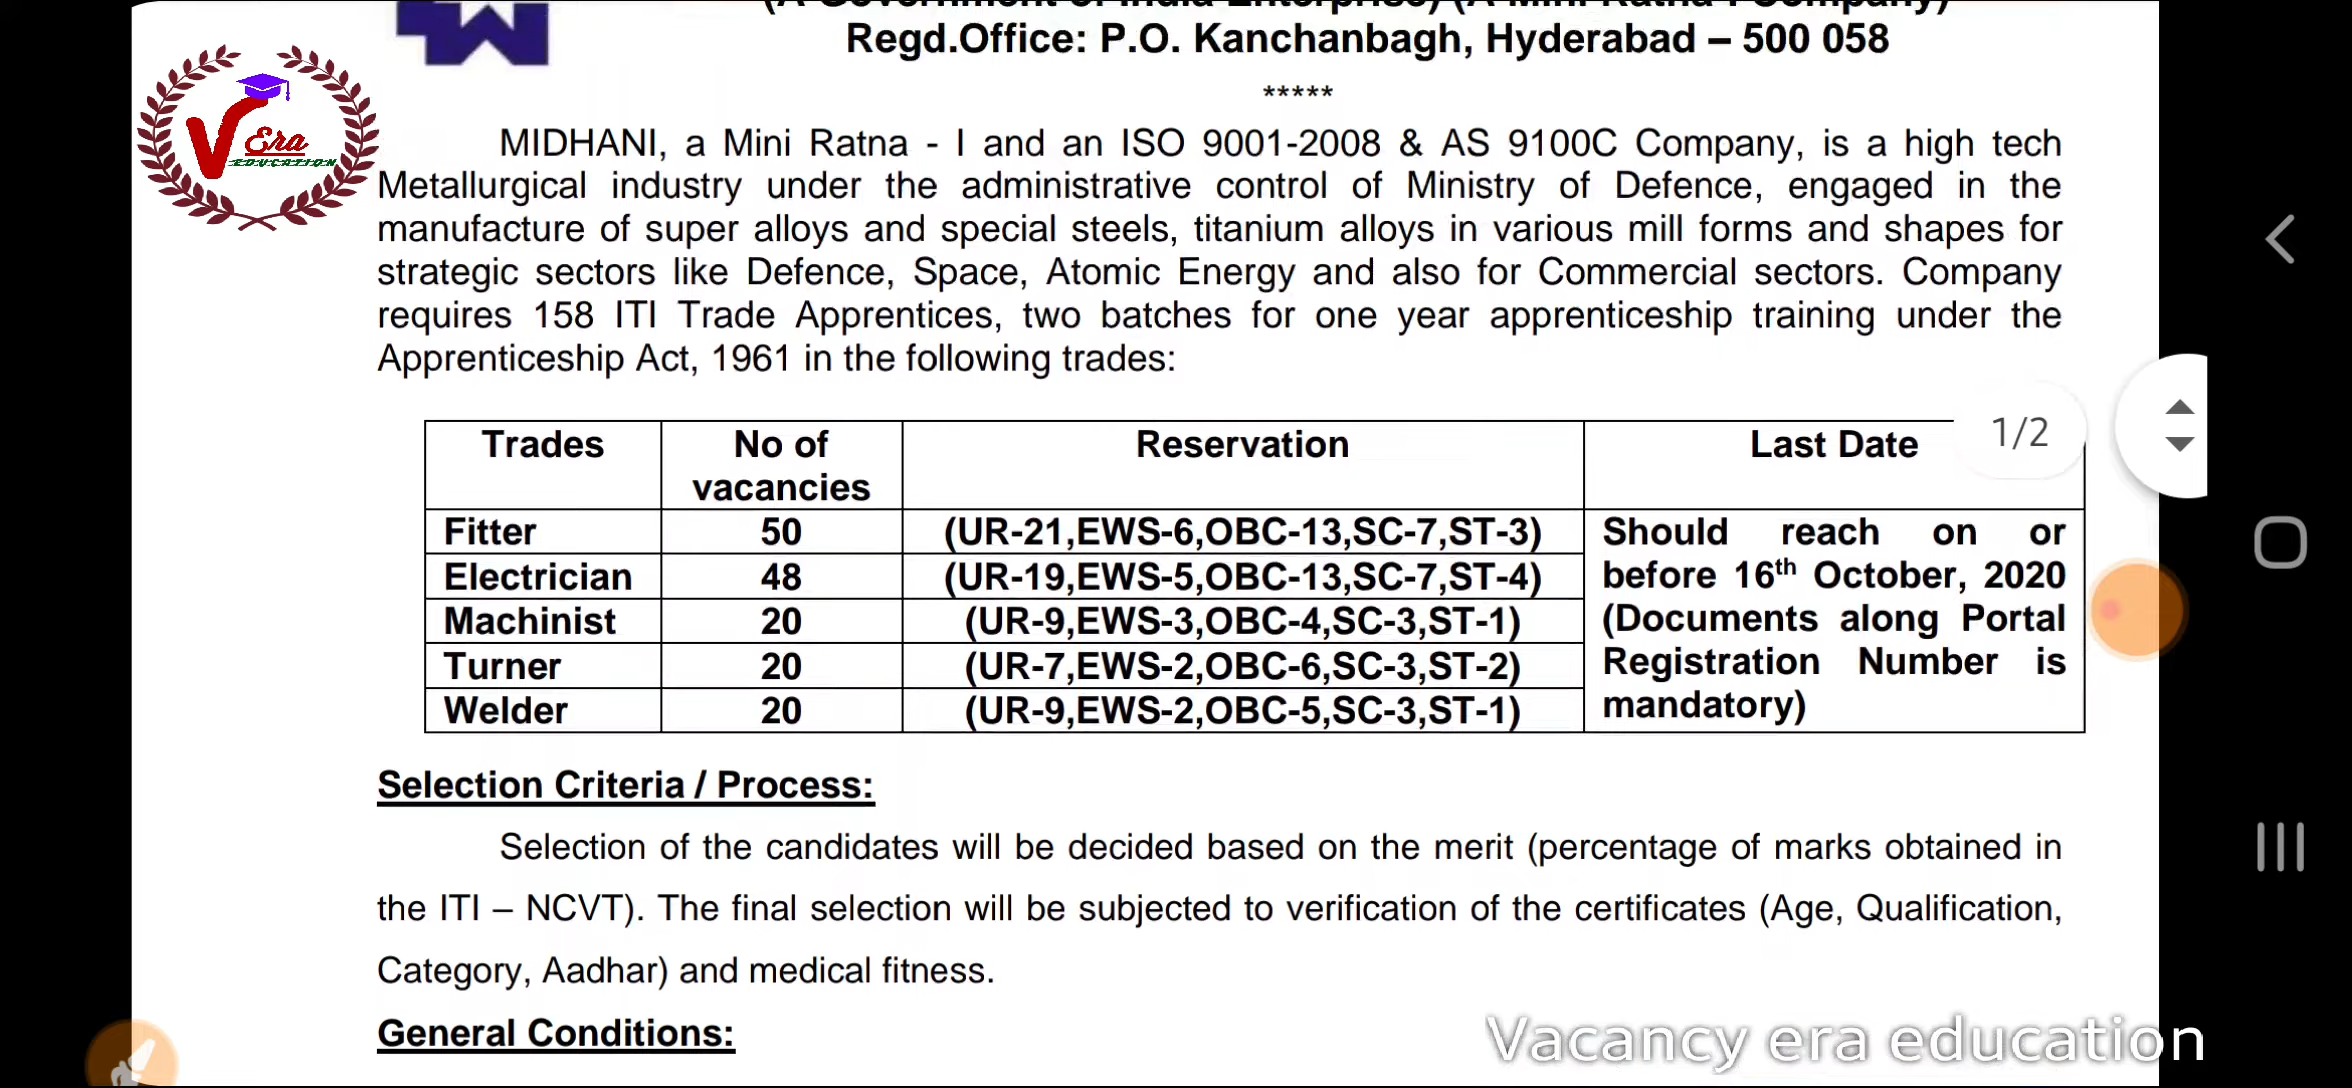 (A Government of India Enterprise) (A Mini Ratna - I Company)
Regd.Office: P.O. Kanchanbagh, Hyderabad – 500 058
*****
V Era
EDUCATION
MIDHANI, a Mini Ratna - I and an ISO 9001-2008 & AS 9100C Company, is a high tech
Metallurgical industry under the administrative control of Ministry of Defence, engaged in the
manufacture of super alloys and special steels, titanium alloys in various mill forms and shapes for
strategic sectors like Defence, Space, Atomic Energy and also for Commercial sectors. Company
requires 158 ITI Trade Apprentices, two batches for one year apprenticeship training under the
Apprenticeship Act, 1961 in the following trades:
Trades No of Reservation Last Date 1/2
vacancies
Fitter 50 (UR-21,EWS-6,OBC-13,SC-7,ST-3) Should reach on or
Electrician 48 (UR-19,EWS-5,OBC-13,SC-7,ST-4) before 16th October, 2020
Machinist 20 (UR-9,EWS-3,OBC-4,SC-3,ST-1) (Documents along Portal
Turner 20 (UR-7,EWS-2,OBC-6,SC-3,ST-2) Registration Number is
Welder 20 (UR-9,EWS-2,OBC-5,SC-3,ST-1) mandatory)
Selection Criteria / Process:
Selection of the candidates will be decided based on the merit (percentage of marks obtained in
the ITI – NCVT). The final selection will be subjected to verification of the certificates (Age, Qualification,
Category, Aadhar) and medical fitness.
General Conditions:
Vacancy era education